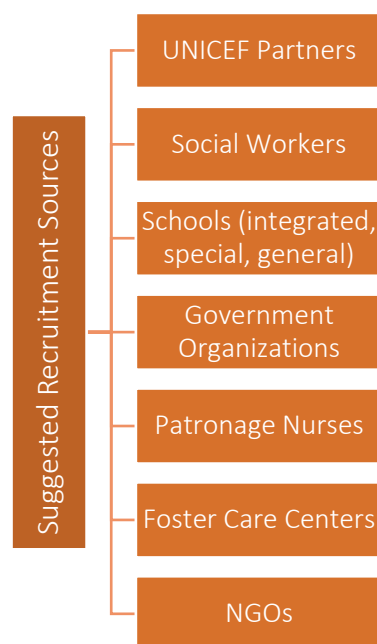 Suggested Recruitment Sources
UNICEF Partners
Social Workers
Schools (integrated,
special, general)
Government
Organizations
Patronage Nurses
Foster Care Centers
NGOs